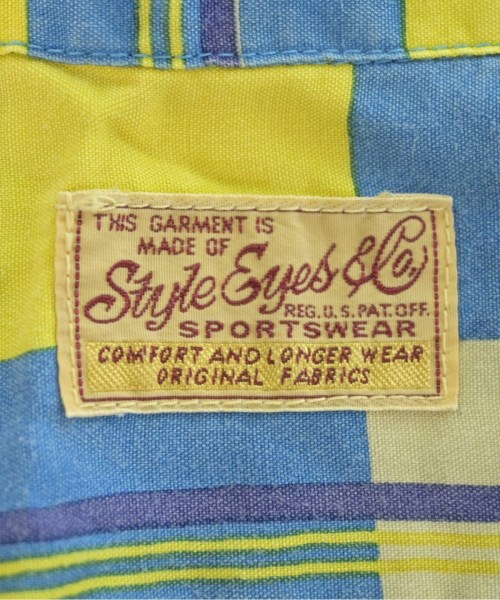 THIS GARMENT IS
MADE OF
Style Eyes & Co.
REG. U.S. PAT. OFF.
SPORTSWEAR
COMFORT AND LONGER WEAR
ORIGINAL FABRICS